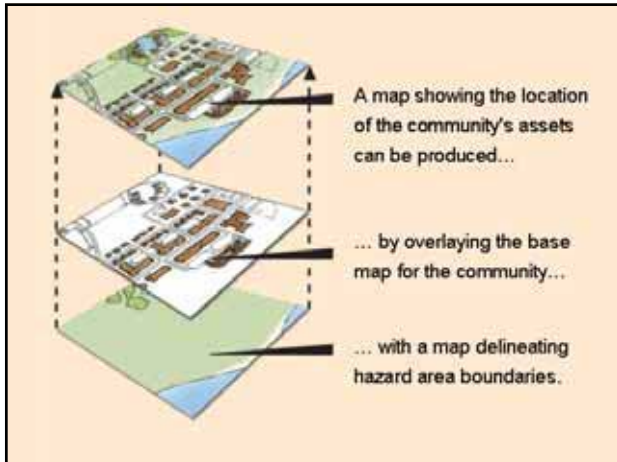 A map showing the location
of the community's assets
can be produced...
... by overlaying the base
map for the community...
... with a map delineating
hazard area boundaries.